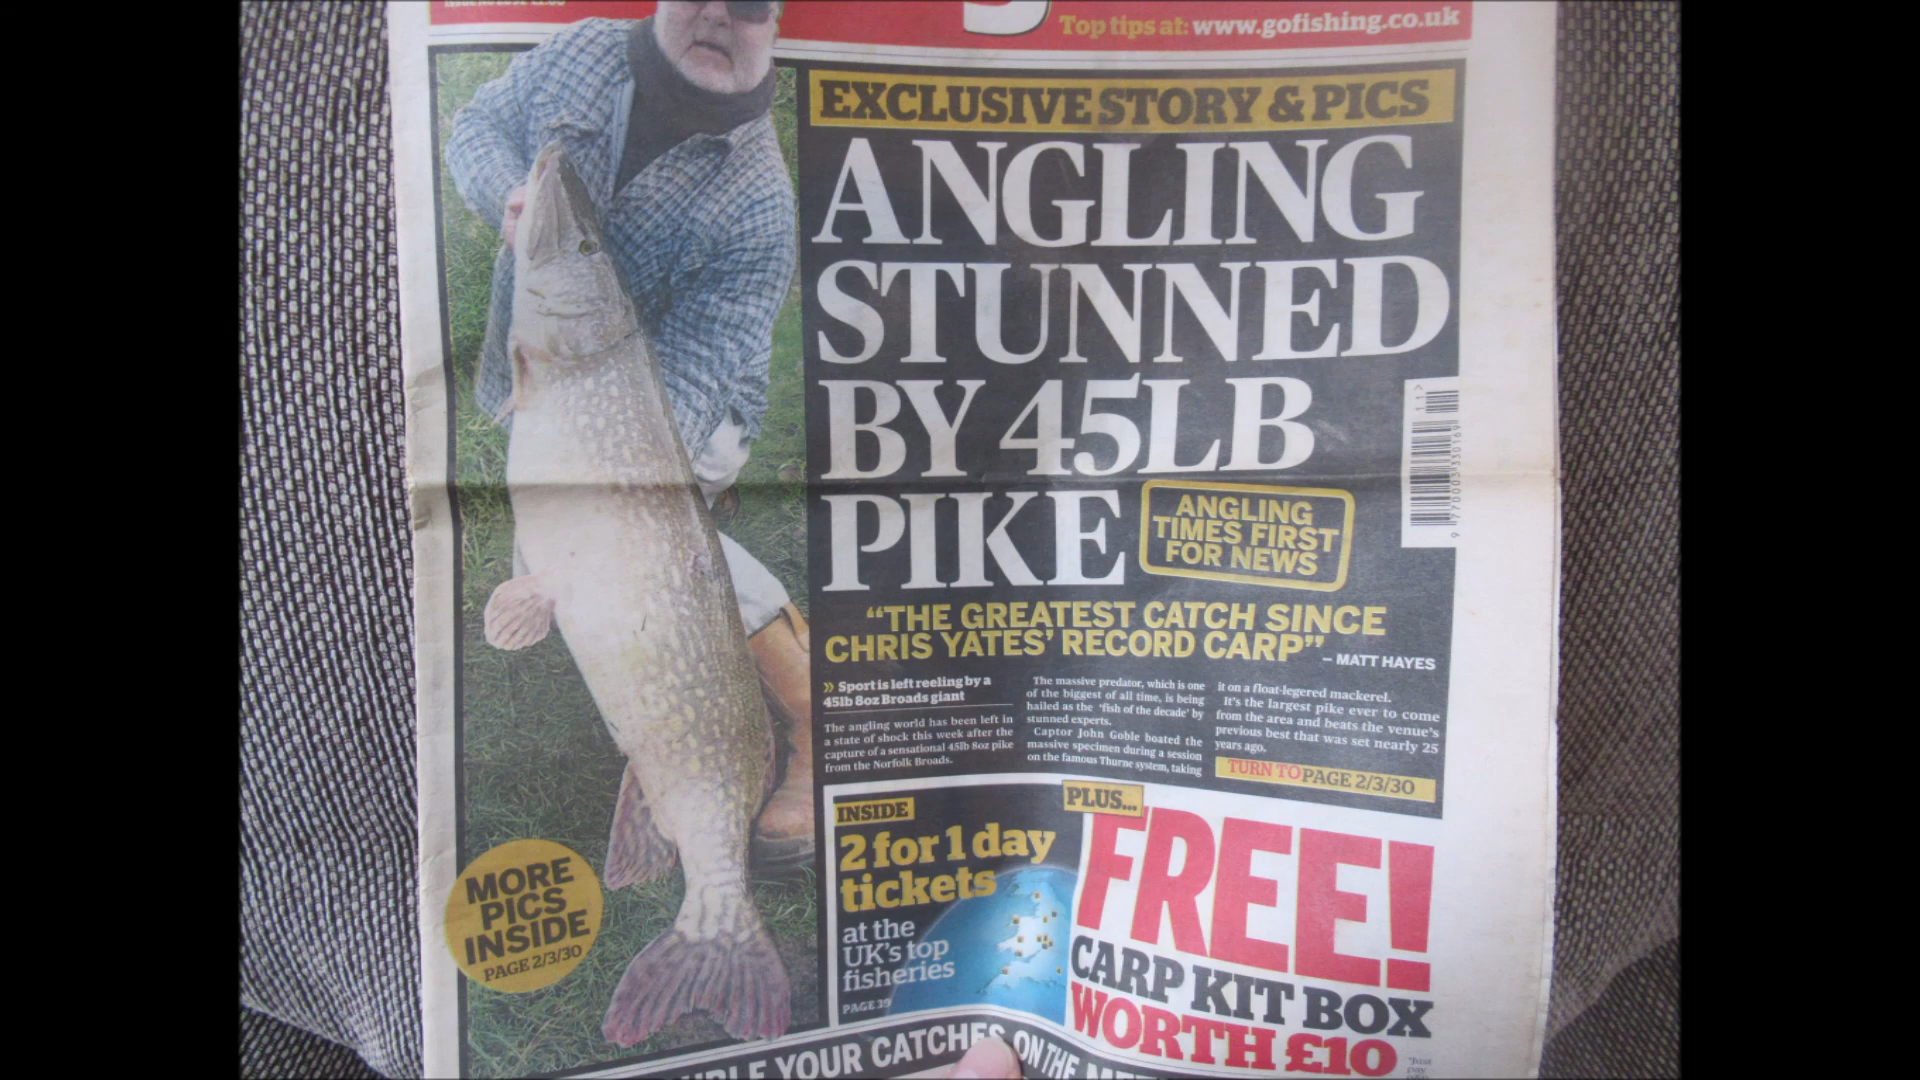 Top tips at: www.gofishing.co.uk
EXCLUSIVE STORY & PICS
ANGLING
STUNNED
BY 45LB
PIKE
ANGLING
TIMES FIRST
FOR NEWS
"THE GREATEST CATCH SINCE
CHRIS YATES' RECORD CARP"
– MATT HAYES
» Sport is left reeling by a
45lb 8oz Broads giant
The angling world has been left in
a state of shock this week after the
capture of a sensational 45lb 8oz pike
from the Norfolk Broads.
The massive predator, which is one
of the biggest of all time, is being
hailed as the 'fish of the decade' by
stunned experts.
Captor John Goble boated the
massive specimen during a session
on the famous Thurne system, taking
it on a float-legered mackerel.
It's the largest pike ever to come
from the area and beats the venue's
previous best that was set nearly 25
years ago.
TURN TO PAGE 2/3/30
11>
9 770003 330169
MORE
PICS
INSIDE
PAGE 2/3/30
INSIDE
2 for 1 day
tickets
at the
UK's top
fisheries
PAGE 39
PLUS...
FREE!
CARP KIT BOX
WORTH £10
YOUR CATCHES ON THE